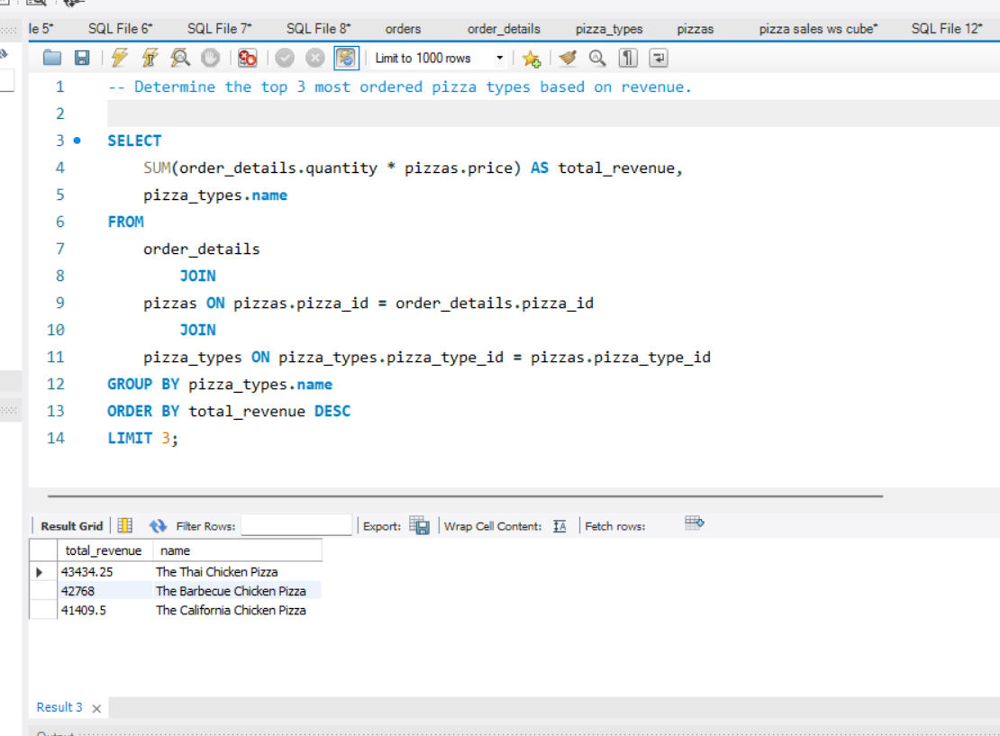 le 5* SQL File 6* SQL File 7* SQL File 8* orders order_details pizza_types pizzas pizza sales ws cube* SQL File 12*
Limit to 1000 rows
1 -- Determine the top 3 most ordered pizza types based on revenue.
2
3 SELECT
4 SUM(order_details.quantity * pizzas.price) AS total_revenue,
5 pizza_types.name
6 FROM
7 order_details
8 JOIN
9 pizzas ON pizzas.pizza_id = order_details.pizza_id
10 JOIN
11 pizza_types ON pizza_types.pizza_type_id = pizzas.pizza_type_id
12 GROUP BY pizza_types.name
13 ORDER BY total_revenue DESC
14 LIMIT 3;
Result Grid Filter Rows: Export: Wrap Cell Content: Fetch rows:
total_revenue name
43434.25 The Thai Chicken Pizza
42768 The Barbecue Chicken Pizza
41409.5 The California Chicken Pizza
Result 3